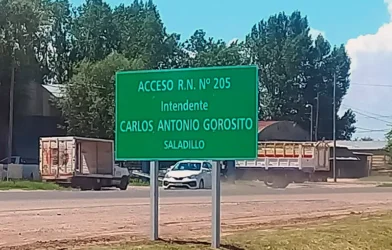 ACCESO R.N. Nº 205
Intendente
CARLOS ANTONIO GOROSITO
SALADILLO